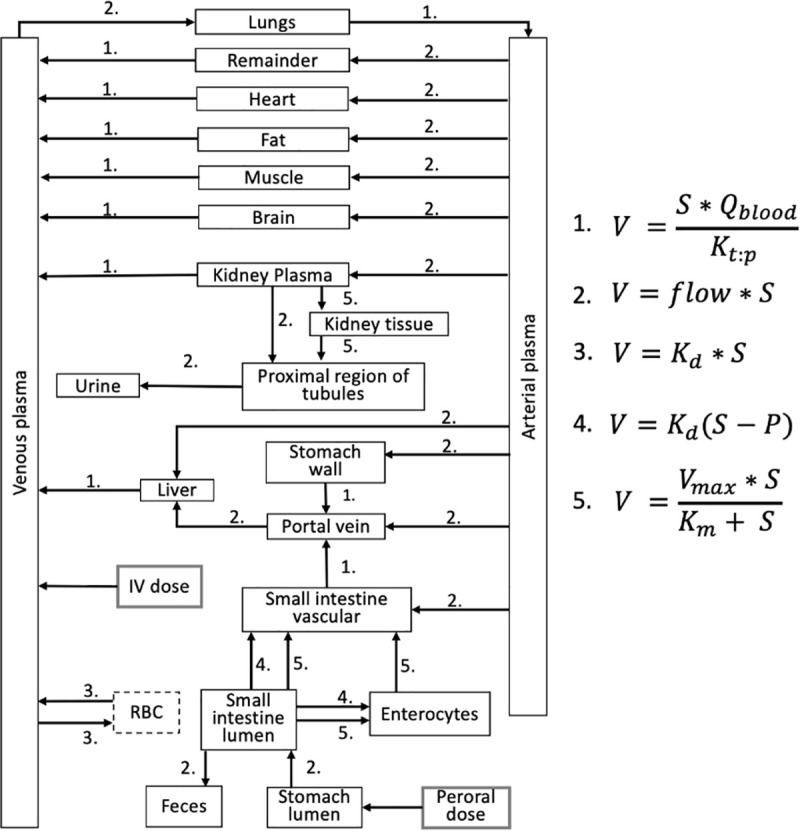 2.
Lungs
1.
1.
Remainder
2.
1.
Heart
2.
1.
Fat
2.
1.
Muscle
2.
1.
Brain
2.
1.
Kidney Plasma
2.
2.
5.
Kidney tissue
5.
Urine
2.
Proximal region of
tubules
Venous plasma
Arterial plasma
2.
Stomach
wall
2.
1.
Liver
1.
2.
Portal vein
2.
1.
IV dose
Small intestine
vascular
2.
4.
5.
5.
3.
RBC
3.
Small
intestine
lumen
4.
5.
Enterocytes
2.
2.
Feces
Stomach
lumen
Peroral
dose
1. V = \frac{S * Q_{blood}}{K_{t:p}}
2. V = flow * S
3. V = K_d * S
4. V = K_d(S − P)
5. V = \frac{V_{max} * S}{K_m + S}